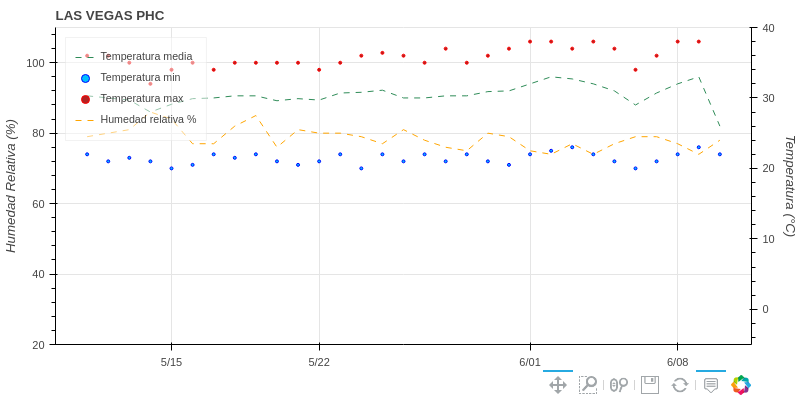 LAS VEGAS PHC
Temperatura media
Temperatura min
Temperatura max
Humedad relativa %
Humedad Relativa (%)
100
80
60
40
20
40
30
20
10
0
Temperatura (°C)
5/15
5/22
6/01
6/08